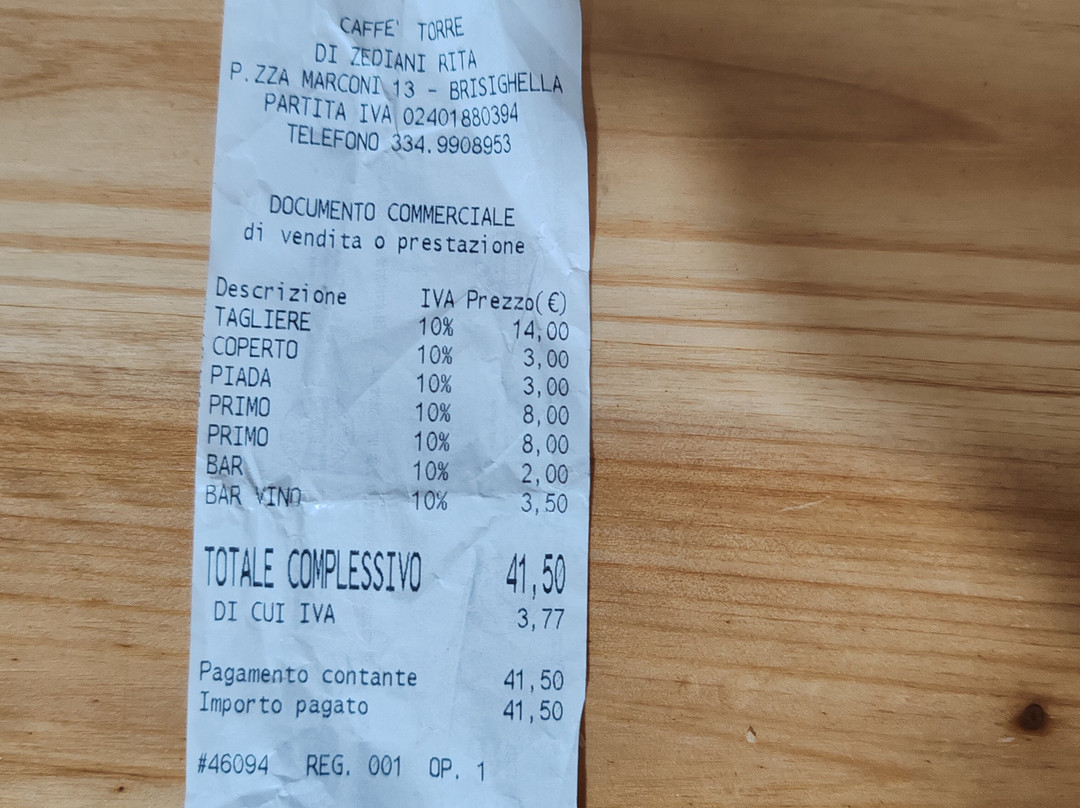 CAFFE' TORRE
DI ZEDIANI RITA
P.ZZA MARCONI 13 - BRISIGHELLA
PARTITA IVA 02401880394
TELEFONO 334.9908953
DOCUMENTO COMMERCIALE
di vendita o prestazione
Descrizione IVA Prezzo(€)
TAGLIERE 10% 14,00
COPERTO 10% 3,00
PIADA 10% 3,00
PRIMO 10% 8,00
PRIMO 10% 8,00
BAR 10% 2,00
BAR VINO 10% 3,50
TOTALE COMPLESSIVO 41,50
DI CUI IVA 3,77
Pagamento contante 41,50
Importo pagato 41,50
#46094 REG. 001 OP. 1